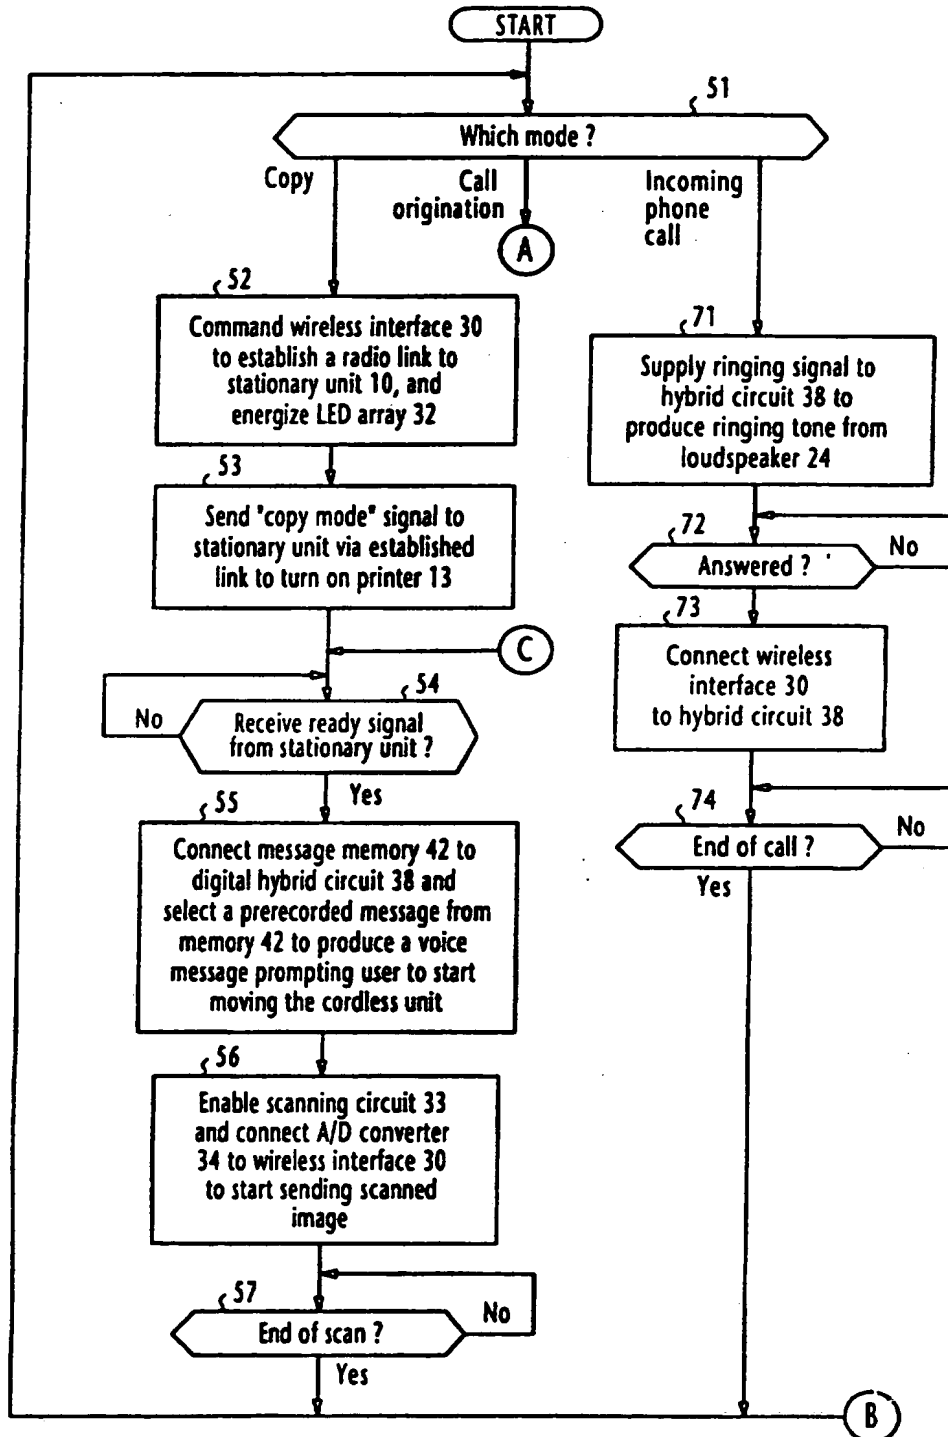 START
51
Which mode ?
Copy
Call
origination
Incoming
phone
call
A
52
Command wireless interface 30
to establish a radio link to
stationary unit 10, and
energize LED array 32
53
Send "copy mode" signal to
stationary unit via established
link to turn on printer 13
C
54
No
Receive ready signal
from stationary unit ?
Yes
55
Connect message memory 42 to
digital hybrid circuit 38 and
select a prerecorded message from
memory 42 to produce a voice
message prompting user to start
moving the cordless unit
56
Enable scanning circuit 33
and connect A/D converter
34 to wireless interface 30
to start sending scanned
image
57
End of scan ?
No
Yes
71
Supply ringing signal to
hybrid circuit 38 to
produce ringing tone from
loudspeaker 24
72
Answered ?
No
73
Connect wireless
interface 30
to hybrid circuit 38
74
End of call ?
No
Yes
B